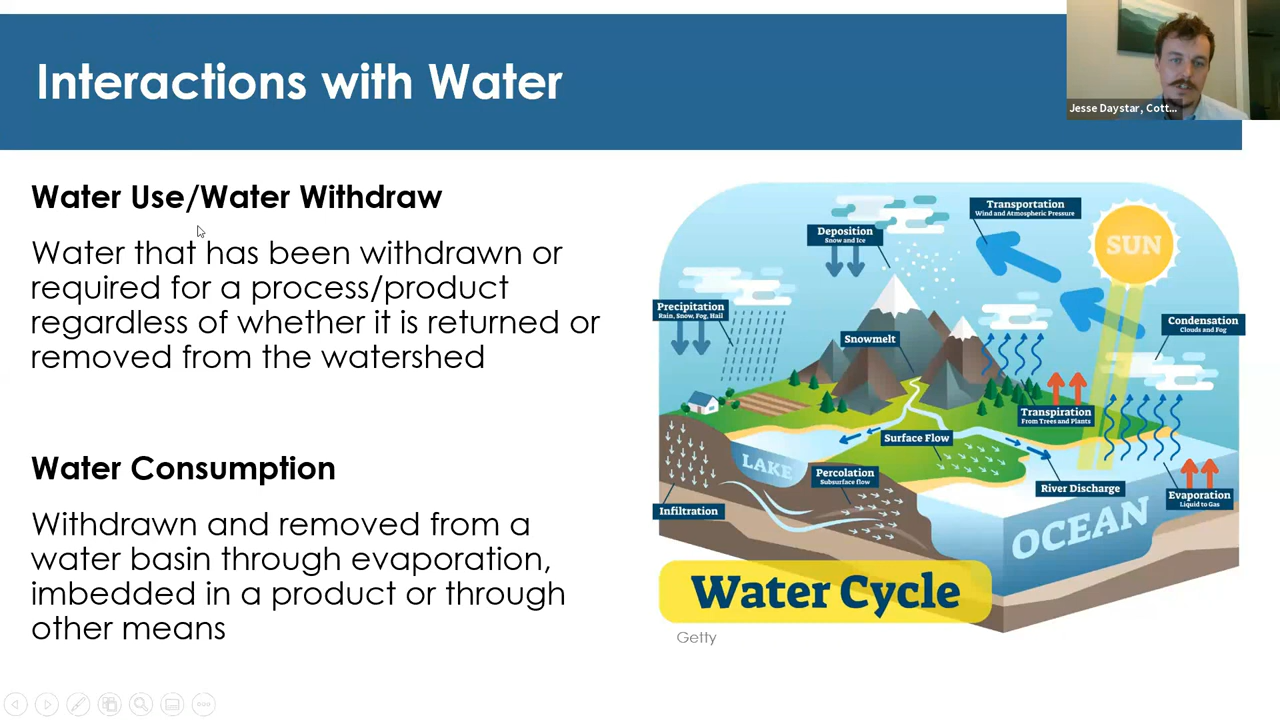 Interactions with Water
Jesse Daystar, Cott...
Water Use/Water Withdraw
Water that has been withdrawn or
required for a process/product
regardless of whether it is returned or
removed from the watershed
Water Consumption
Withdrawn and removed from a
water basin through evaporation,
imbedded in a product or through
other means
Transportation
Wind and Atmospheric Pressure
Deposition
Snow and Ice
SUN
Precipitation
Rain, Snow, Fog, Hail
Condensation
Clouds and Fog
Snowmelt
Transpiration
From Trees and Plants
Surface Flow
LAKE
Percolation
Subsurface flow
River Discharge
Evaporation
Liquid to Gas
Infiltration
OCEAN
Water Cycle
Getty